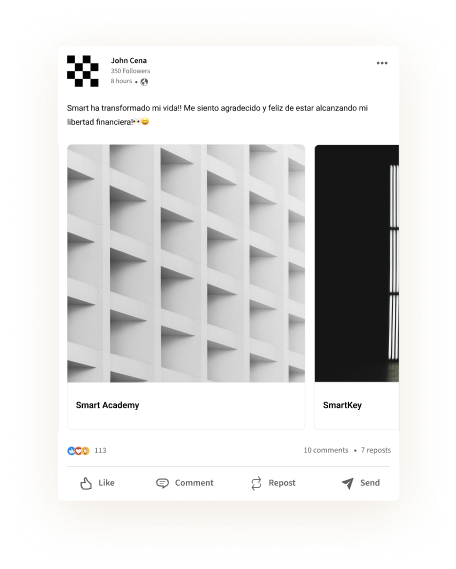 John Cena
350 Followers
8 hours •
Smart ha transformado mi vida!! Me siento agradecido y feliz de estar alcanzando mi
libertad financiera!
Smart Academy
SmartKey
113
10 comments • 7 reposts
Like
Comment
Repost
Send